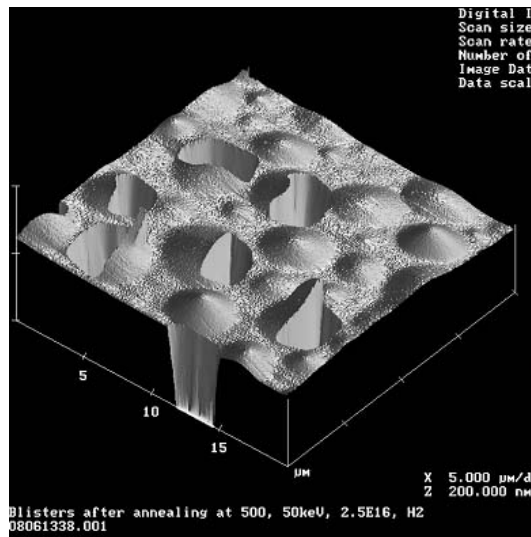 Digital I
Scan size
Scan rate
Number of
Image Dat
Data scal
5
10
15
µm
X 5.000 µm/d
Z 200.000 nm
Blisters after annealing at 500, 50keV, 2.5E16, H2
08061338.001